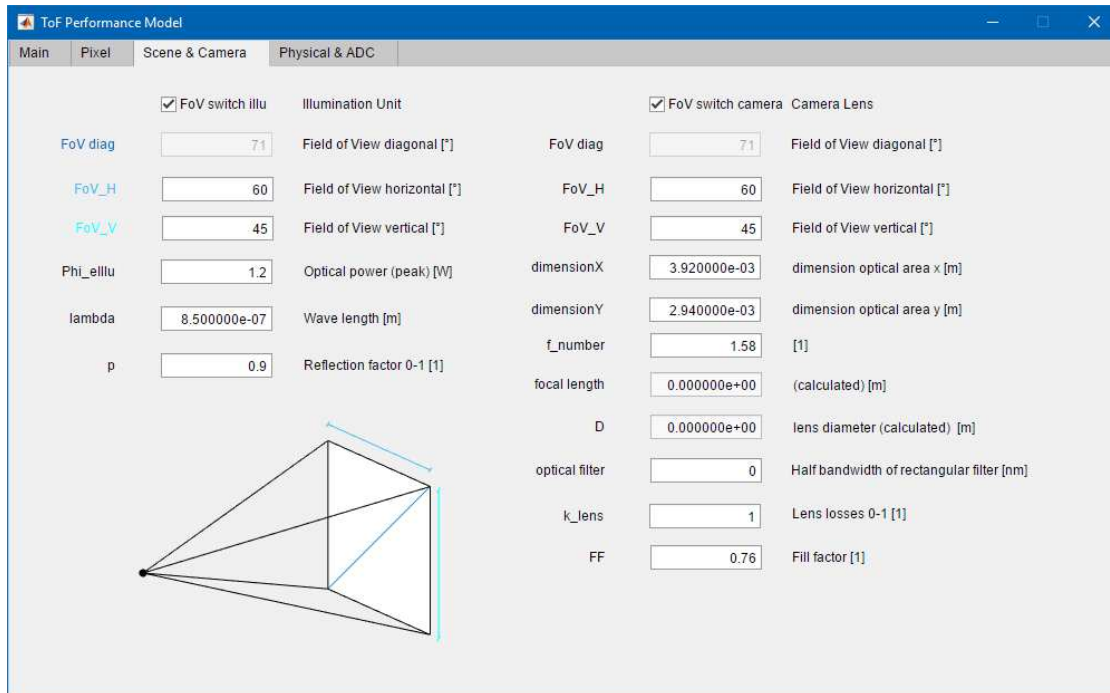 ToF Performance Model
Main Pixel Scene & Camera Physical & ADC
FoV switch illu Illumination Unit
FoV diag 71 Field of View diagonal [°]
FoV_H 60 Field of View horizontal [°]
FoV_V 45 Field of View vertical [°]
Phi_eIllu 1.2 Optical power (peak) [W]
lambda 8.500000e-07 Wave length [m]
p 0.9 Reflection factor 0-1 [1]
FoV switch camera Camera Lens
FoV diag 71 Field of View diagonal [°]
FoV_H 60 Field of View horizontal [°]
FoV_V 45 Field of View vertical [°]
dimensionX 3.920000e-03 dimension optical area x [m]
dimensionY 2.940000e-03 dimension optical area y [m]
f_number 1.58 [1]
focal length 0.000000e+00 (calculated) [m]
D 0.000000e+00 lens diameter (calculated) [m]
optical filter 0 Half bandwidth of rectangular filter [nm]
k_lens 1 Lens losses 0-1 [1]
FF 0.76 Fill factor [1]